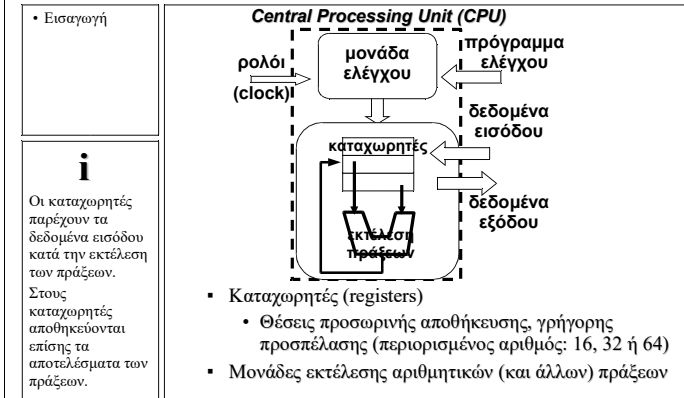 • Εισαγωγή
i
Οι καταχωρητές
παρέχουν τα
δεδομένα εισόδου
κατά την εκτέλεση
των πράξεων.
Στους
καταχωρητές
αποθηκεύονται
επίσης τα
αποτελέσματα των
πράξεων.
Central Processing Unit (CPU)
ρολόι
(clock)
μονάδα
ελέγχου
πρόγραμμα
ελέγχου
καταχωρητές
δεδομένα
εισόδου
δεδομένα
εξόδου
εκτέλεση
πράξεων
▪ Καταχωρητές (registers)
• Θέσεις προσωρινής αποθήκευσης, γρήγορης
προσπέλασης (περιορισμένος αριθμός: 16, 32 ή 64)
▪ Μονάδες εκτέλεσης αριθμητικών (και άλλων) πράξεων